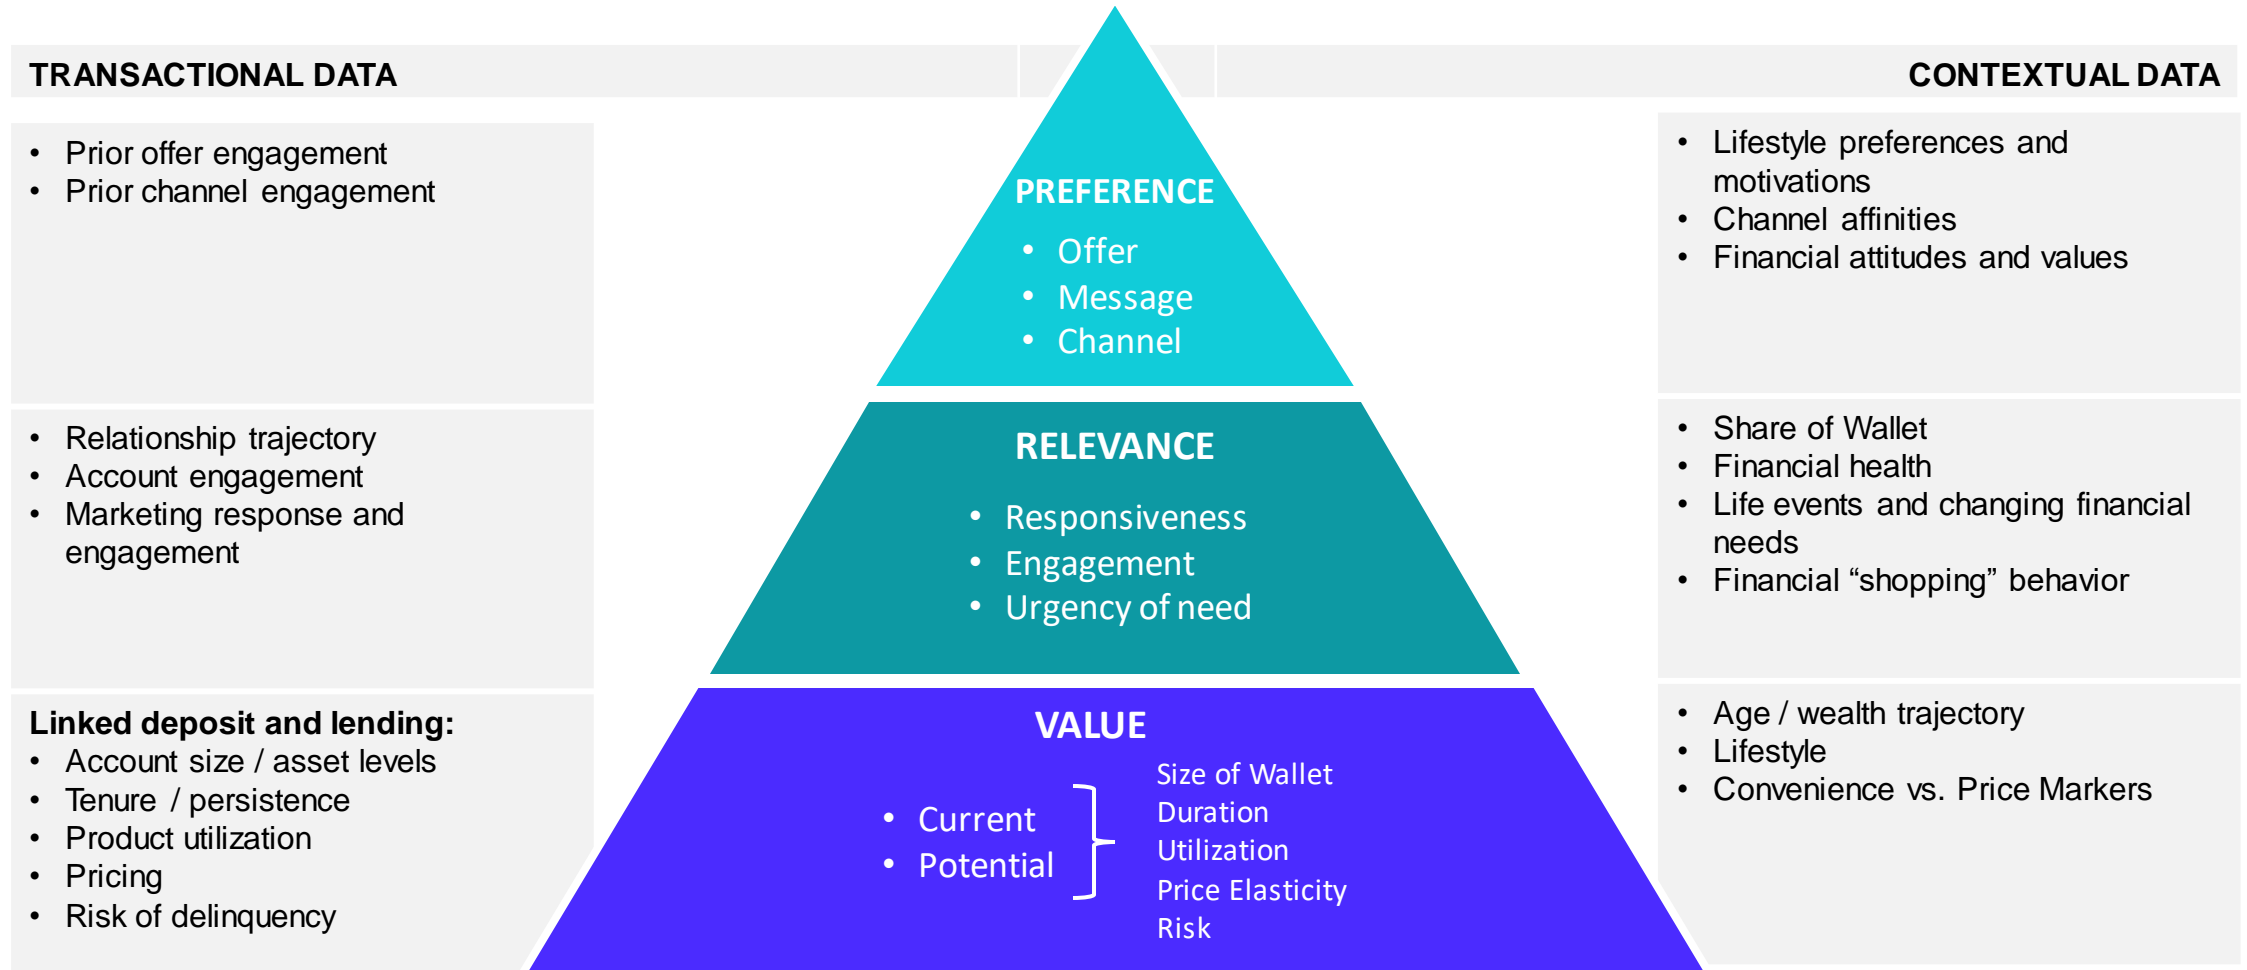 TRANSACTIONAL DATA
CONTEXTUAL DATA
• Prior offer engagement
• Prior channel engagement
PREFERENCE
• Offer
• Message
• Channel
• Lifestyle preferences and
motivations
• Channel affinities
• Financial attitudes and values
• Relationship trajectory
• Account engagement
• Marketing response and
engagement
RELEVANCE
• Responsiveness
• Engagement
• Urgency of need
• Share of Wallet
• Financial health
• Life events and changing financial
needs
• Financial “shopping” behavior
Linked deposit and lending:
• Account size / asset levels
• Tenure / persistence
• Product utilization
• Pricing
• Risk of delinquency
VALUE
• Current
• Potential
Size of Wallet
Duration
Utilization
Price Elasticity
Risk
• Age / wealth trajectory
• Lifestyle
• Convenience vs. Price Markers